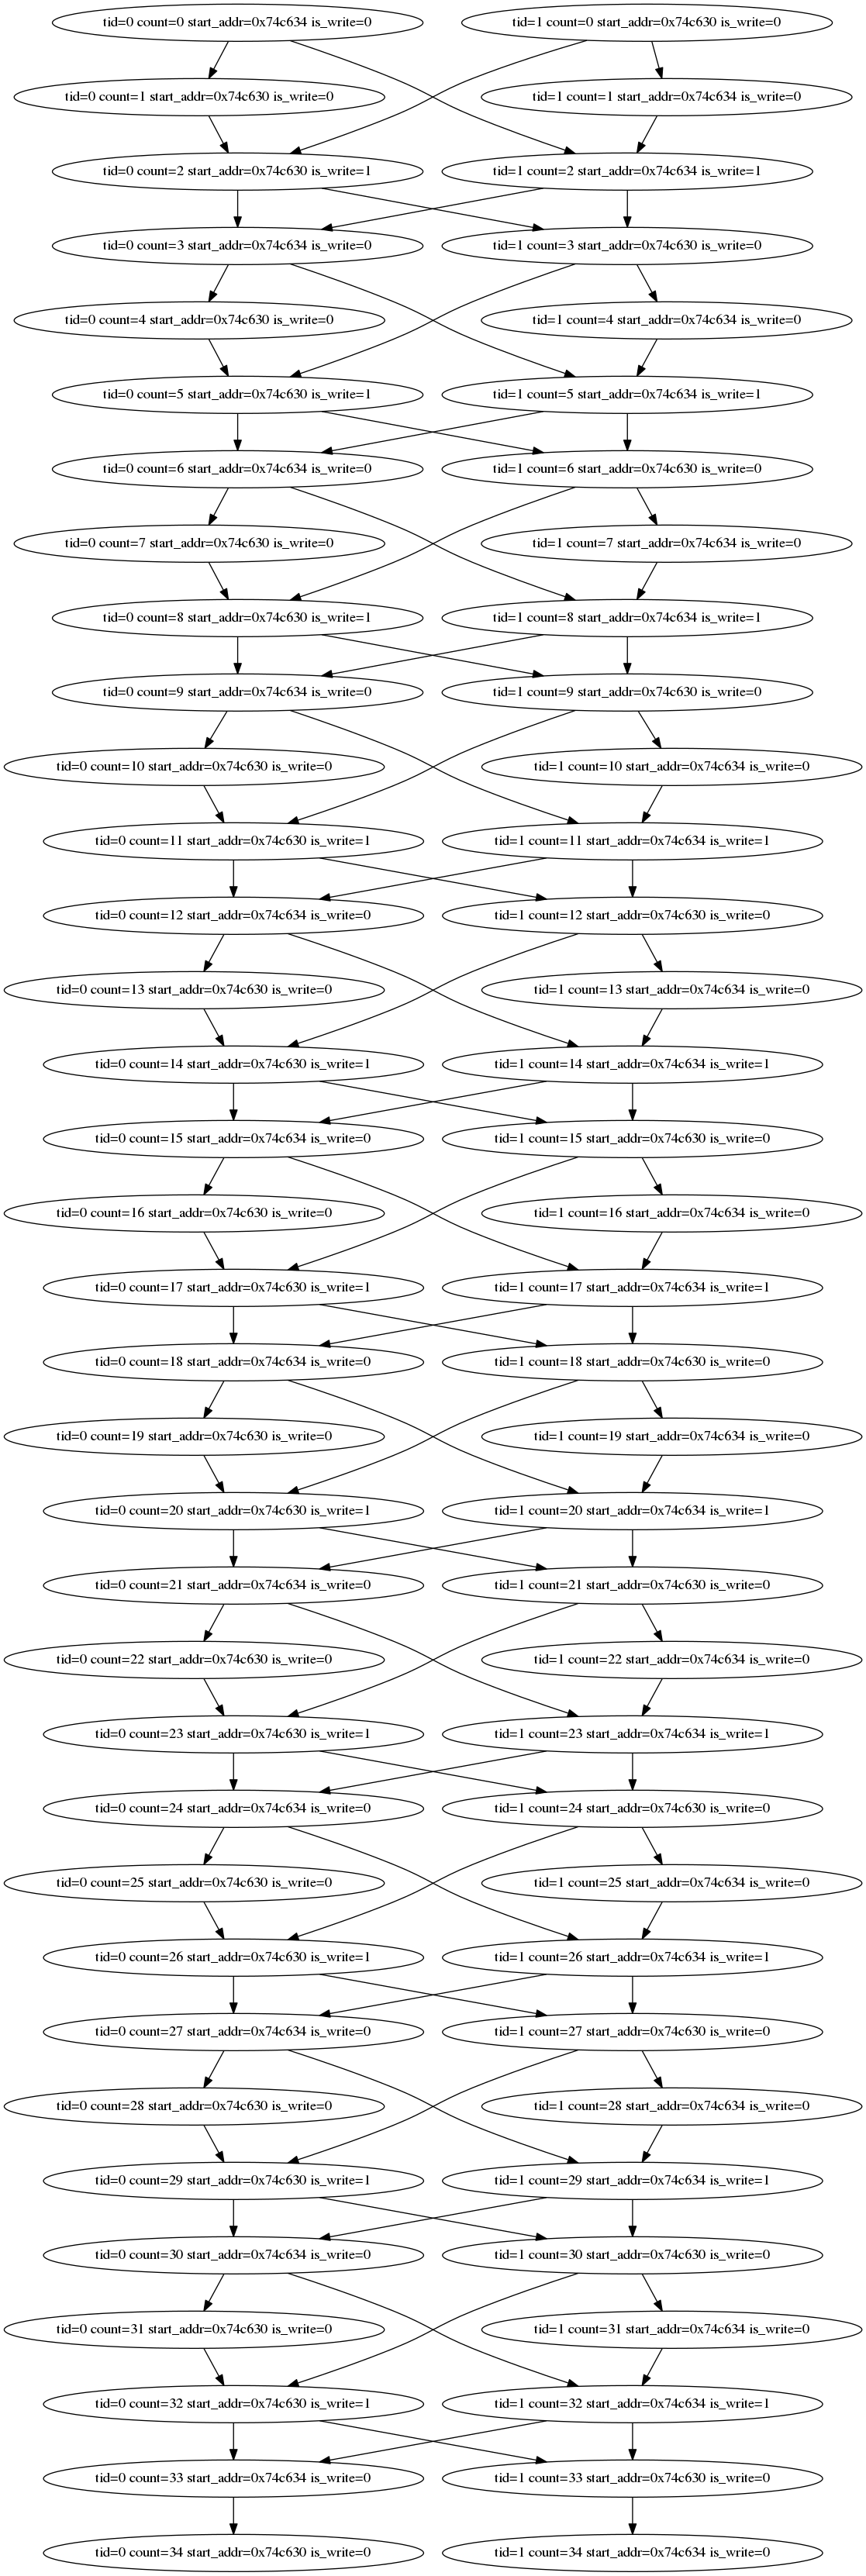 tid=0 count=0 start_addr=0x74c634 is_write=0
tid=1 count=0 start_addr=0x74c630 is_write=0
tid=0 count=1 start_addr=0x74c630 is_write=0
tid=1 count=1 start_addr=0x74c634 is_write=0
tid=0 count=2 start_addr=0x74c630 is_write=1
tid=1 count=2 start_addr=0x74c634 is_write=1
tid=0 count=3 start_addr=0x74c634 is_write=0
tid=1 count=3 start_addr=0x74c630 is_write=0
tid=0 count=4 start_addr=0x74c630 is_write=0
tid=1 count=4 start_addr=0x74c634 is_write=0
tid=0 count=5 start_addr=0x74c630 is_write=1
tid=1 count=5 start_addr=0x74c634 is_write=1
tid=0 count=6 start_addr=0x74c634 is_write=0
tid=1 count=6 start_addr=0x74c630 is_write=0
tid=0 count=7 start_addr=0x74c630 is_write=0
tid=1 count=7 start_addr=0x74c634 is_write=0
tid=0 count=8 start_addr=0x74c630 is_write=1
tid=1 count=8 start_addr=0x74c634 is_write=1
tid=0 count=9 start_addr=0x74c634 is_write=0
tid=1 count=9 start_addr=0x74c630 is_write=0
tid=0 count=10 start_addr=0x74c630 is_write=0
tid=1 count=10 start_addr=0x74c634 is_write=0
tid=0 count=11 start_addr=0x74c630 is_write=1
tid=1 count=11 start_addr=0x74c634 is_write=1
tid=0 count=12 start_addr=0x74c634 is_write=0
tid=1 count=12 start_addr=0x74c630 is_write=0
tid=0 count=13 start_addr=0x74c630 is_write=0
tid=1 count=13 start_addr=0x74c634 is_write=0
tid=0 count=14 start_addr=0x74c630 is_write=1
tid=1 count=14 start_addr=0x74c634 is_write=1
tid=0 count=15 start_addr=0x74c634 is_write=0
tid=1 count=15 start_addr=0x74c630 is_write=0
tid=0 count=16 start_addr=0x74c630 is_write=0
tid=1 count=16 start_addr=0x74c634 is_write=0
tid=0 count=17 start_addr=0x74c630 is_write=1
tid=1 count=17 start_addr=0x74c634 is_write=1
tid=0 count=18 start_addr=0x74c634 is_write=0
tid=1 count=18 start_addr=0x74c630 is_write=0
tid=0 count=19 start_addr=0x74c630 is_write=0
tid=1 count=19 start_addr=0x74c634 is_write=0
tid=0 count=20 start_addr=0x74c630 is_write=1
tid=1 count=20 start_addr=0x74c634 is_write=1
tid=0 count=21 start_addr=0x74c634 is_write=0
tid=1 count=21 start_addr=0x74c630 is_write=0
tid=0 count=22 start_addr=0x74c630 is_write=0
tid=1 count=22 start_addr=0x74c634 is_write=0
tid=0 count=23 start_addr=0x74c630 is_write=1
tid=1 count=23 start_addr=0x74c634 is_write=1
tid=0 count=24 start_addr=0x74c634 is_write=0
tid=1 count=24 start_addr=0x74c630 is_write=0
tid=0 count=25 start_addr=0x74c630 is_write=0
tid=1 count=25 start_addr=0x74c634 is_write=0
tid=0 count=26 start_addr=0x74c630 is_write=1
tid=1 count=26 start_addr=0x74c634 is_write=1
tid=0 count=27 start_addr=0x74c634 is_write=0
tid=1 count=27 start_addr=0x74c630 is_write=0
tid=0 count=28 start_addr=0x74c630 is_write=0
tid=1 count=28 start_addr=0x74c634 is_write=0
tid=0 count=29 start_addr=0x74c630 is_write=1
tid=1 count=29 start_addr=0x74c634 is_write=1
tid=0 count=30 start_addr=0x74c634 is_write=0
tid=1 count=30 start_addr=0x74c630 is_write=0
tid=0 count=31 start_addr=0x74c630 is_write=0
tid=1 count=31 start_addr=0x74c634 is_write=0
tid=0 count=32 start_addr=0x74c630 is_write=1
tid=1 count=32 start_addr=0x74c634 is_write=1
tid=0 count=33 start_addr=0x74c634 is_write=0
tid=1 count=33 start_addr=0x74c630 is_write=0
tid=0 count=34 start_addr=0x74c630 is_write=0
tid=1 count=34 start_addr=0x74c634 is_write=0